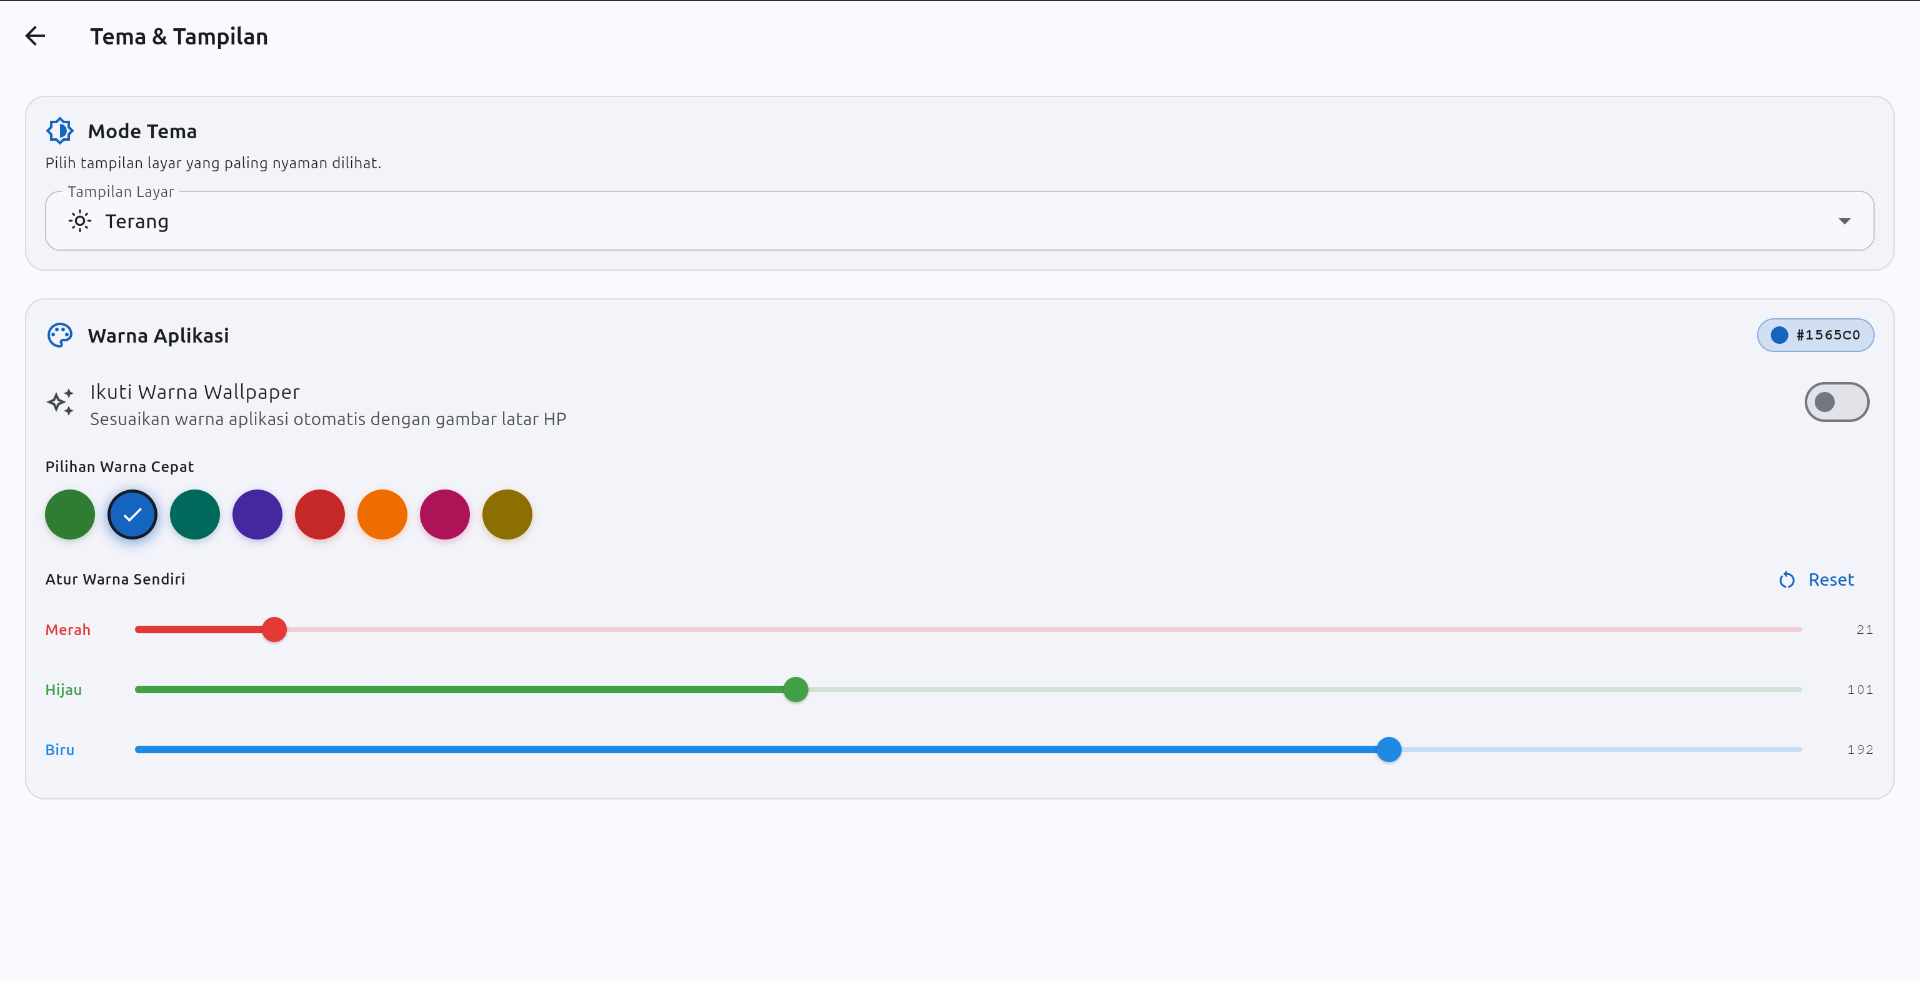 Tema & Tampilan
Mode Tema
Pilih tampilan layar yang paling nyaman dilihat.
Tampilan Layar
Terang
Warna Aplikasi
#1565C0
Ikuti Warna Wallpaper
Sesuaikan warna aplikasi otomatis dengan gambar latar HP
Pilihan Warna Cepat
Atur Warna Sendiri
Reset
Merah
21
Hijau
101
Biru
192